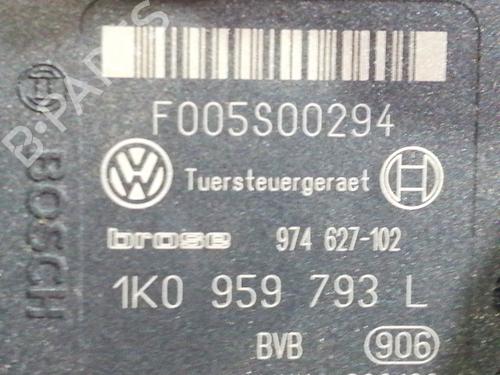 F005S00294
Tuersteuergeraet
brose 974 627-102
1K0 959 793 L
BVB 906
BOSCH
B-PARTS